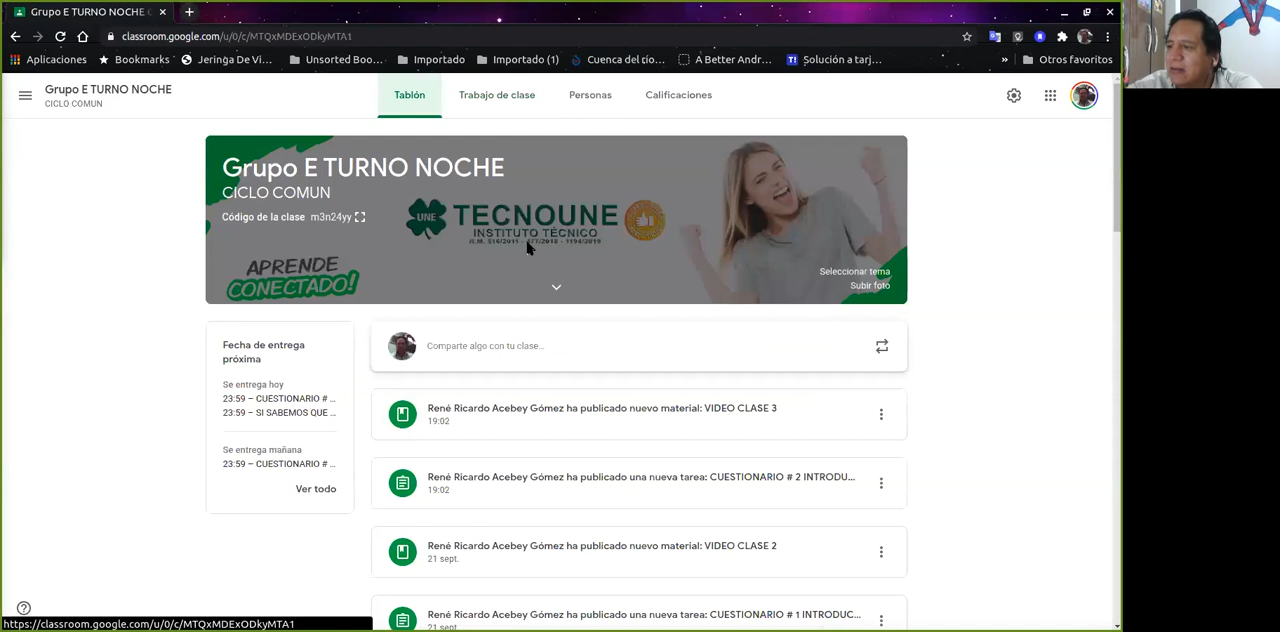 Grupo E TURNO NOCHE
classroom.google.com/u/0/c/MTQxMDExODkyMTA1
Aplicaciones
Bookmarks
Jeringa De Vi...
Unsorted Boo...
Importado
Importado (1)
Cuenca del río...
A Better Andr...
Solución a tarj...
»
Otros favoritos
Grupo E TURNO NOCHE
CICLO COMUN
Tablón
Trabajo de clase
Personas
Calificaciones
Grupo E TURNO NOCHE
CICLO COMUN
Código de la clase m3n24yy
UNE
TECNOUNE
INSTITUTO TÉCNICO
APRENDE
CONECTADO!
Seleccionar tema
Subir foto
Fecha de entrega
próxima
Se entrega hoy
23:59 – CUESTIONARIO # ...
23:59 – SI SABEMOS QUE ...
Se entrega mañana
23:59 – CUESTIONARIO # ...
Ver todo
Comparte algo con tu clase...
René Ricardo Acebey Gómez ha publicado nuevo material: VIDEO CLASE 3
19:02
René Ricardo Acebey Gómez ha publicado una nueva tarea: CUESTIONARIO # 2 INTRODU...
19:02
René Ricardo Acebey Gómez ha publicado nuevo material: VIDEO CLASE 2
21 sept.
René Ricardo Acebey Gómez ha publicado una nueva tarea: CUESTIONARIO # 1 INTRODUC...
21 sept.
https://classroom.google.com/u/0/c/MTQxMDExODkyMTA1